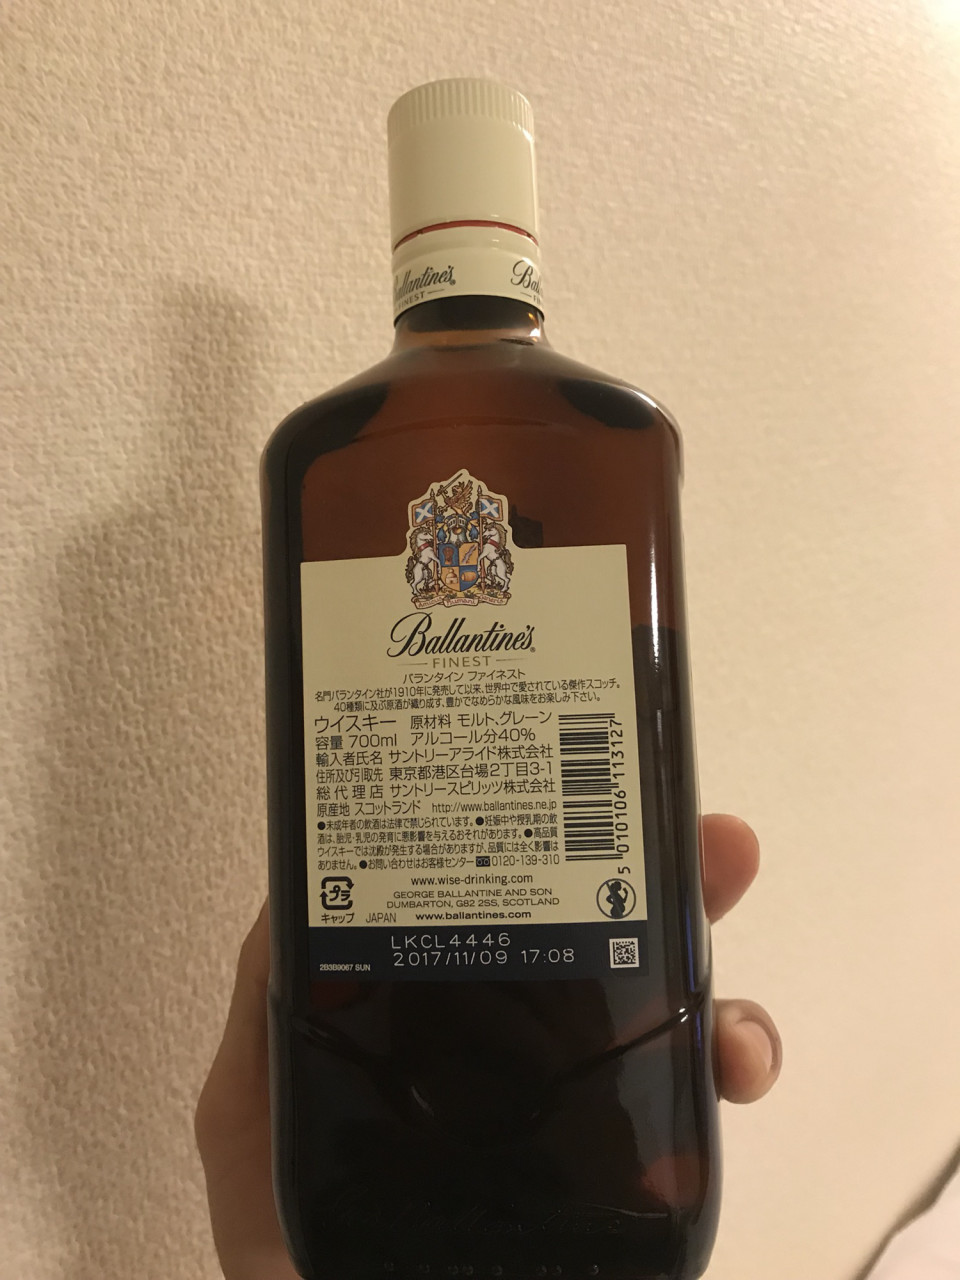 Ballantine's
FINEST
Ballantine's
FINEST
バランタイン ファイネスト
名門バランタイン社が1910年に発売して以来、世界中で愛されている傑作スコッチ。
40種類に及ぶ原酒が織り成す、豊かでなめらかな風味をお楽しみ下さい。
ウイスキー 原材料 モルト、グレーン
容量 700ml アルコール分40%
輸入者氏名 サントリーアライド株式会社
住所及び引取先 東京都港区台場2丁目3-1
総代理店 サントリースピリッツ株式会社
原産地 スコットランド http://www.ballantines.ne.jp
●未成年者の飲酒は法律で禁じられています。●妊娠中や授乳期の飲
酒は、胎児・乳児の発育に悪影響を与えるおそれがあります。●高品質
ウイスキーでは沈殿が発生する場合がありますが、品質には全く影響は
ありません。●お問い合わせはお客様センター 0120-139-310
5 010106 113127
www.wise-drinking.com
GEORGE BALLANTINE AND SON
DUMBARTON, G82 2SS, SCOTLAND
プラ
キャップ JAPAN www.ballantines.com
LKCL4446
2017/11/09 17:08
2B3B9067 SUN